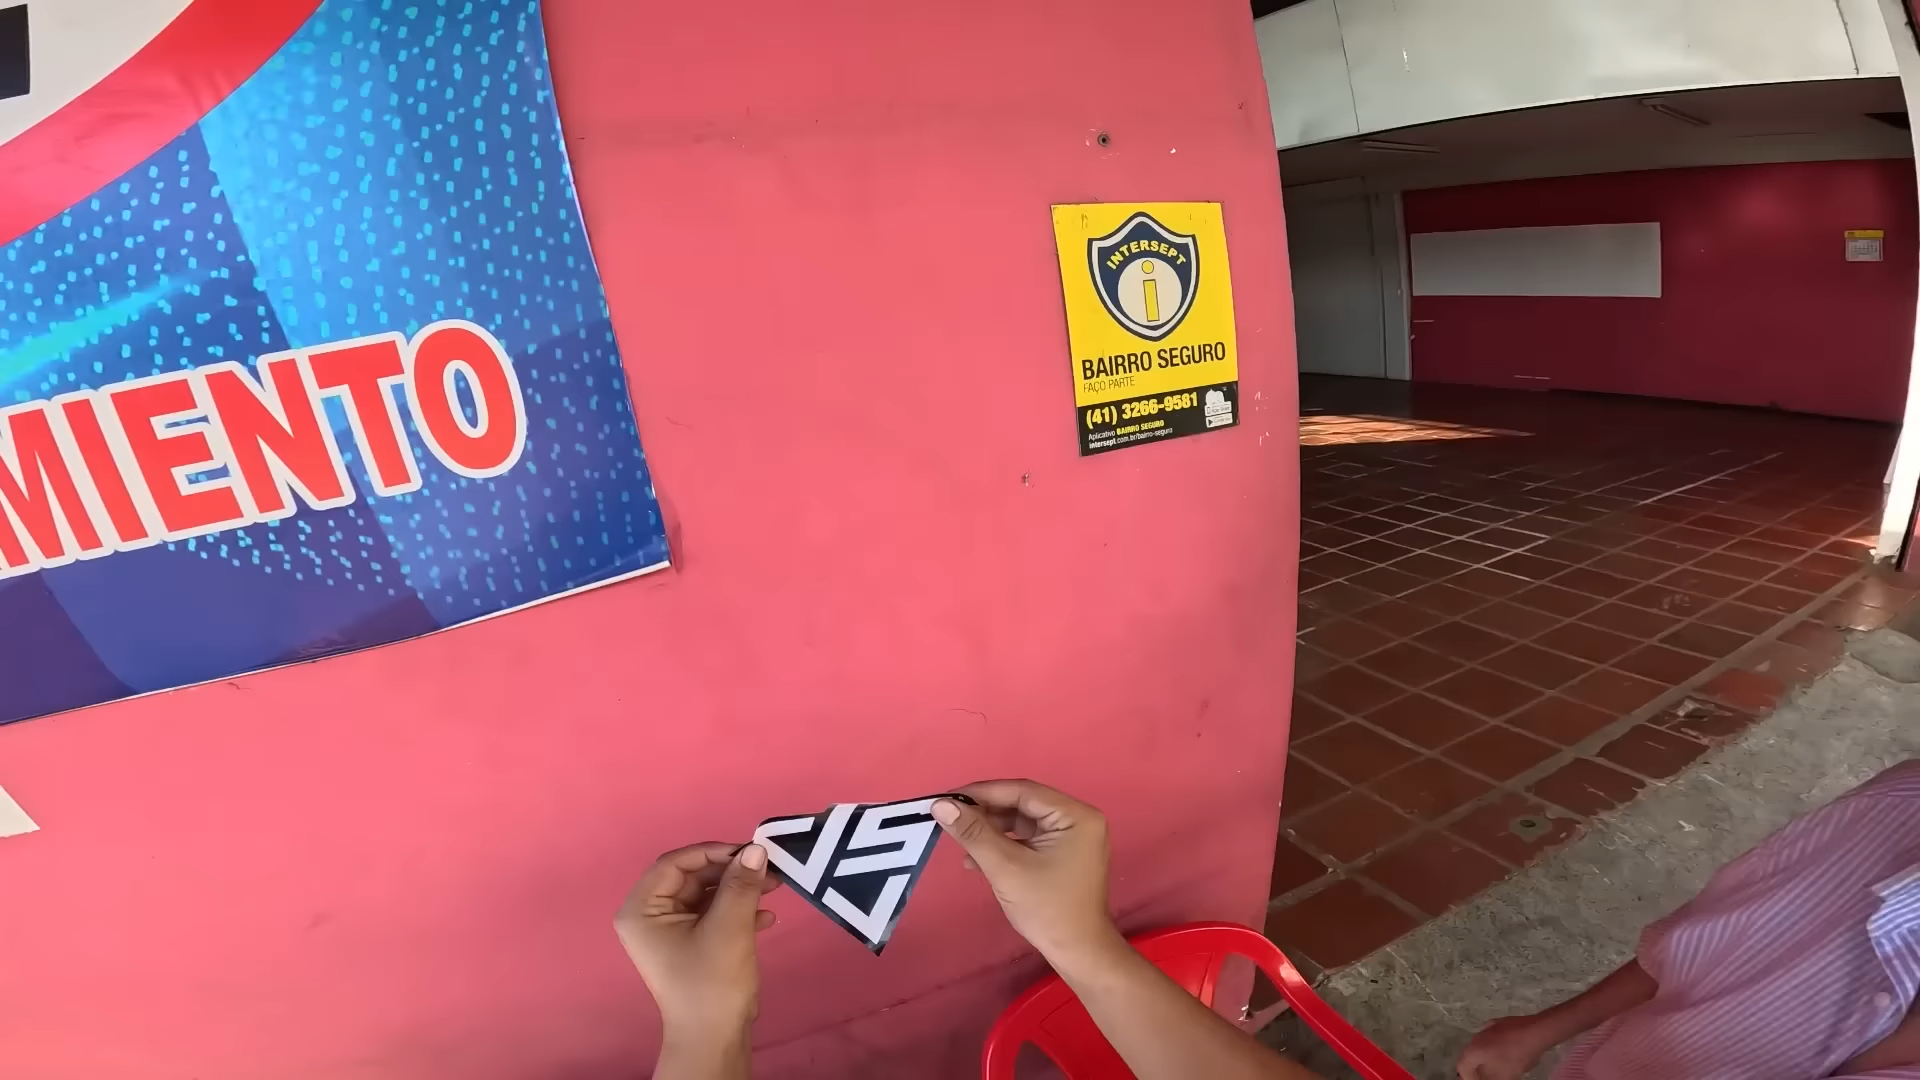 MIENTO
INTERSEPT
i
BAIRRO SEGURO
FAÇO PARTE
(41) 3266-9581
Aplicativo BAIRRO SEGURO
intersept.com.br/bairro-seguro